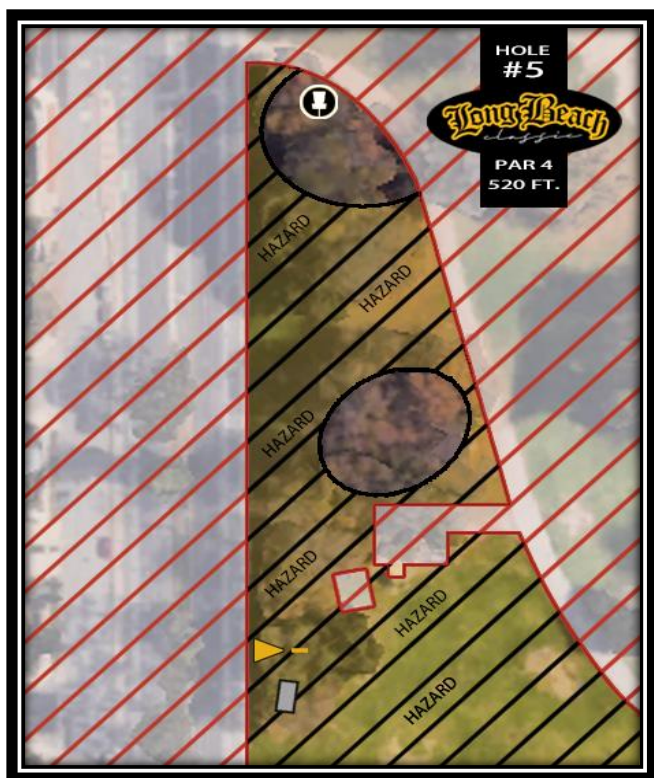 HOLE
#5
Long Beach
classic
PAR 4
520 FT.
HAZARD
HAZARD
HAZARD
HAZARD
HAZARD
HAZARD